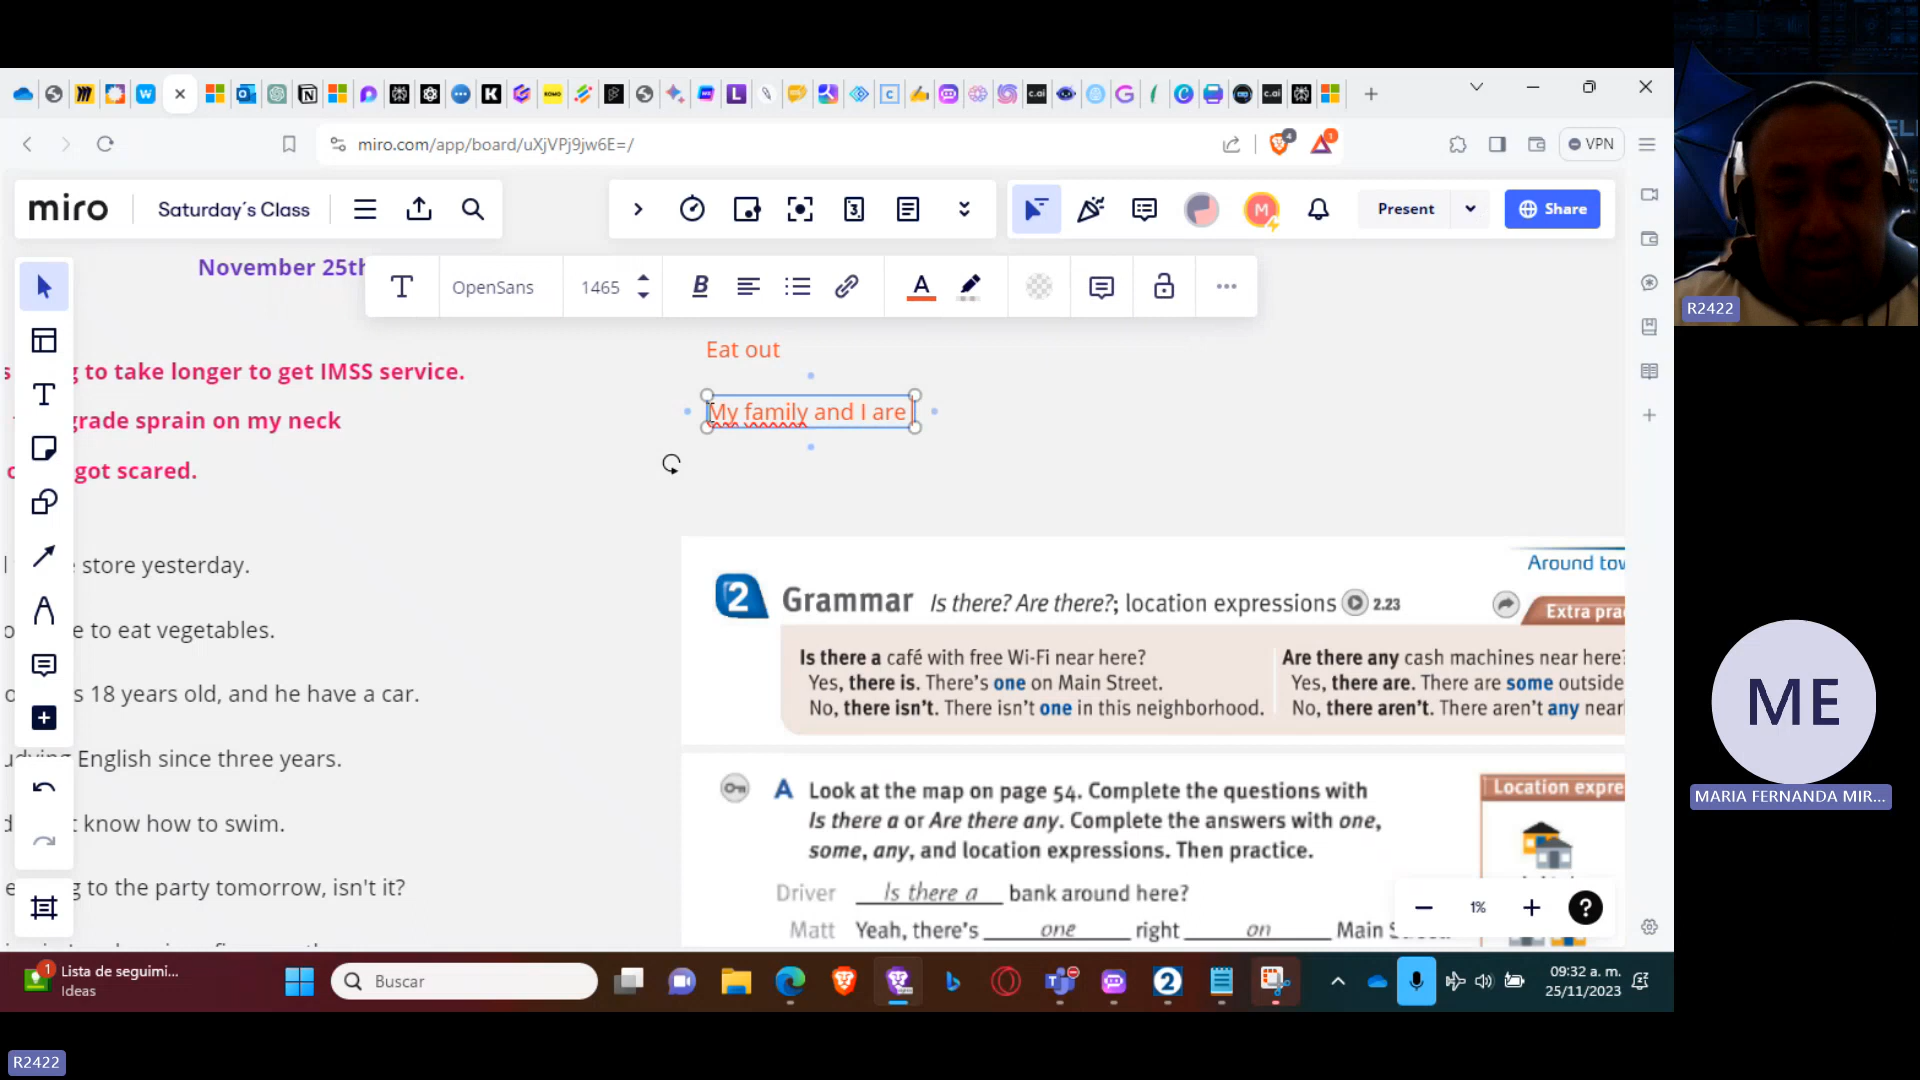 miro.com/app/board/uXjVPj9jw6E=/
4
1
VPN
miro
Saturday´s Class
3
M
Present
Share
November 25th
OpenSans
1465
B
A
Eat out
to take longer to get IMSS service.
My family and I are
grade sprain on my neck
got scared.
store yesterday.
to eat vegetables.
18 years old, and he have a car.
English since three years.
know how to swim.
to the party tomorrow, isn't it?
Around tow
2 Grammar Is there? Are there?; location expressions 2.23
Extra pra
Is there a café with free Wi-Fi near here?
Yes, there is. There's one on Main Street.
No, there isn't. There isn't one in this neighborhood.
Are there any cash machines near here?
Yes, there are. There are some outside
No, there aren't. There aren't any near
A Look at the map on page 54. Complete the questions with
Is there a or Are there any. Complete the answers with one,
some, any, and location expressions. Then practice.
Location expre
Driver Is there a bank around here?
Matt Yeah, there's one right on Main
1%
?
1
Lista de seguimi...
Ideas
Buscar
09:32 a. m.
25/11/2023
R2422
ME
MARIA FERNANDA MIR...
R2422